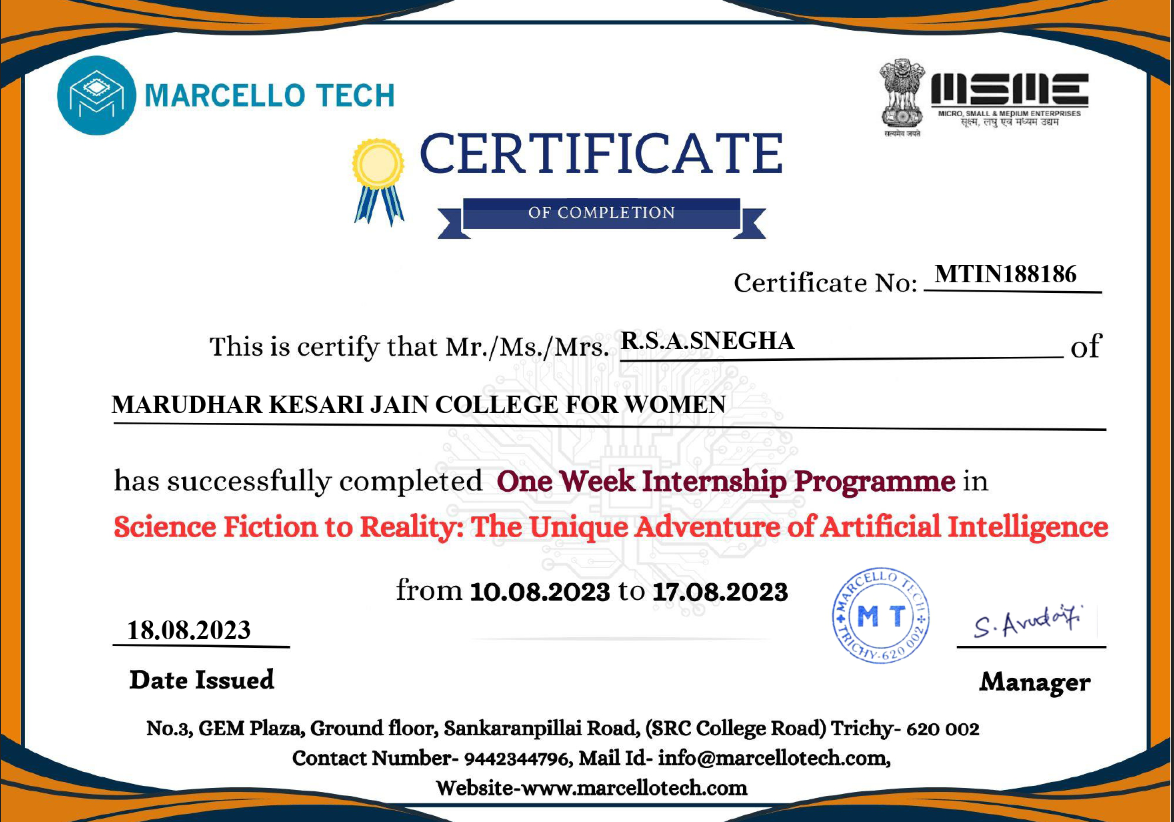 MARCELLO TECH
MSME
MICRO, SMALL & MEDIUM ENTERPRISES
सूक्ष्म, लघु एवं मध्यम उद्यम
सत्यमेव जयते
CERTIFICATE
OF COMPLETION
Certificate No: MTIN188186
This is certify that Mr./Ms./Mrs. R.S.A.SNEGHA of
MARUDHAR KESARI JAIN COLLEGE FOR WOMEN
has successfully completed One Week Internship Programme in
Science Fiction to Reality: The Unique Adventure of Artificial Intelligence
from 10.08.2023 to 17.08.2023
MARCELLO TECH
M T
TRICHY-620 002
18.08.2023
Date Issued
Manager
No.3, GEM Plaza, Ground floor, Sankaranpillai Road, (SRC College Road) Trichy- 620 002
Contact Number- 9442344796, Mail Id- info@marcellotech.com,
Website-www.marcellotech.com